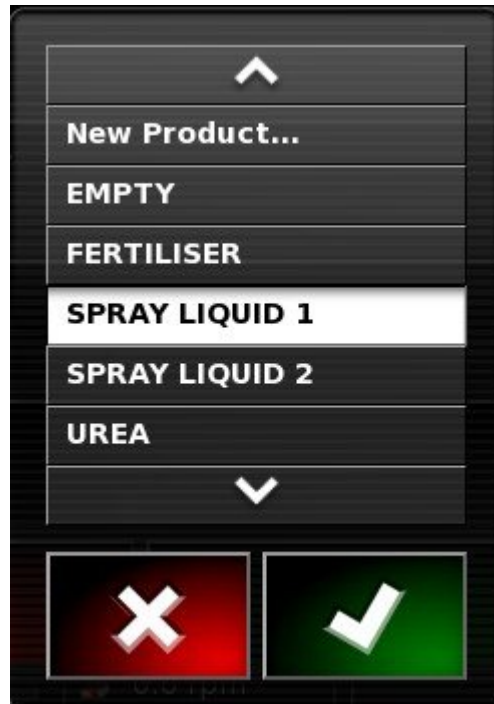 New Product...
EMPTY
FERTILISER
SPRAY LIQUID 1
SPRAY LIQUID 2
UREA